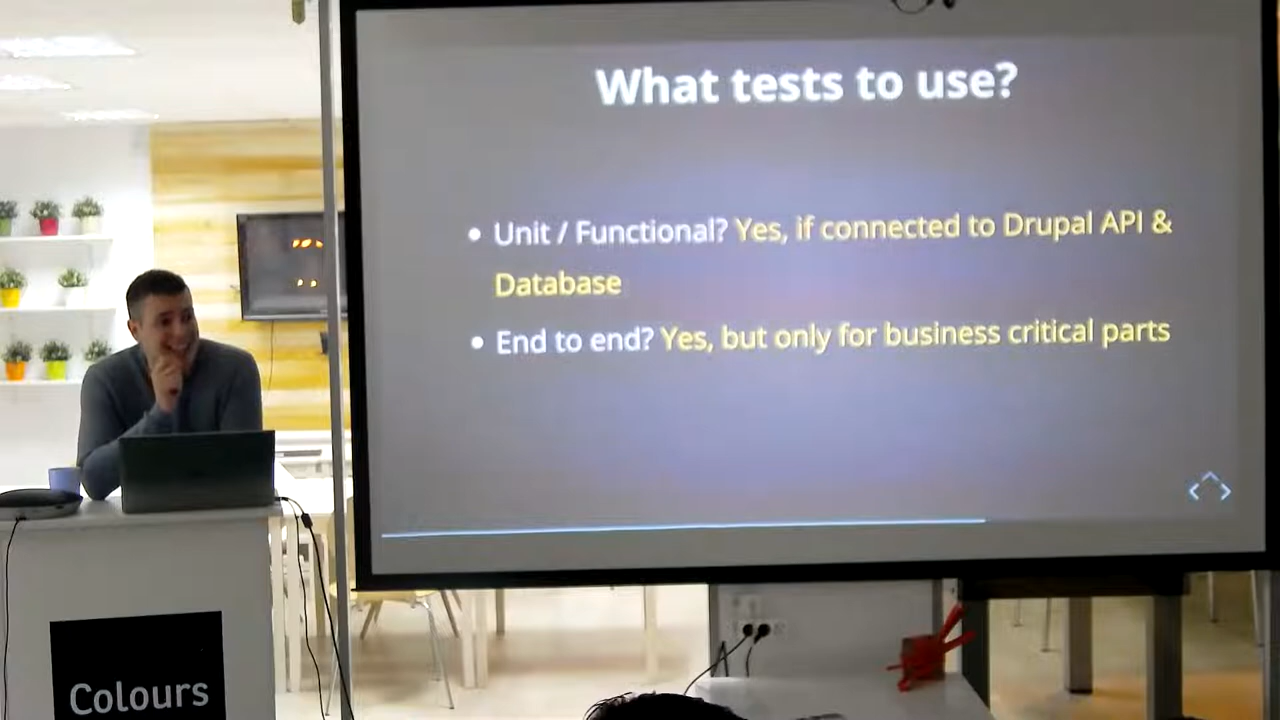 What tests to use?
Unit / Functional? Yes, if connected to Drupal API &
Database
End to end? Yes, but only for business critical parts
Colours